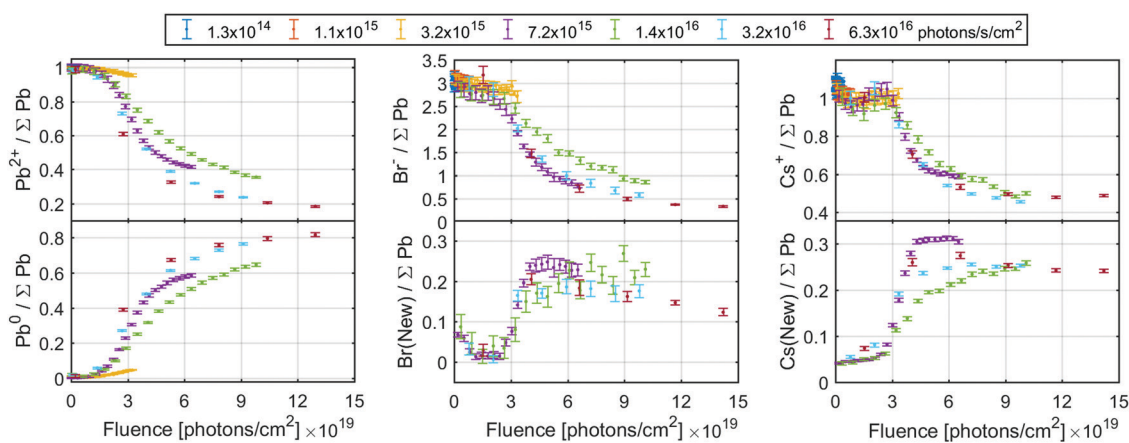 1.3x10^14 1.1x10^15 3.2x10^15 7.2x10^15 1.4x10^16 3.2x10^16 6.3x10^16 photons/s/cm^2
Pb^2+ / Σ Pb
1
0.8
0.6
0.4
0.2
Pb^0 / Σ Pb
0.8
0.6
0.4
0.2
0
0 3 6 9 12 15
Fluence [photons/cm^2] ×10^19
Br^- / Σ Pb
3.5
3
2.5
2
1.5
1
0.5
0
Br(New) / Σ Pb
0.3
0.2
0.1
0
0 3 6 9 12 15
Fluence [photons/cm^2] ×10^19
Cs^+ / Σ Pb
1
0.8
0.6
0.4
Cs(New) / Σ Pb
0.3
0.2
0.1
0
0 3 6 9 12 15
Fluence [photons/cm^2] ×10^19